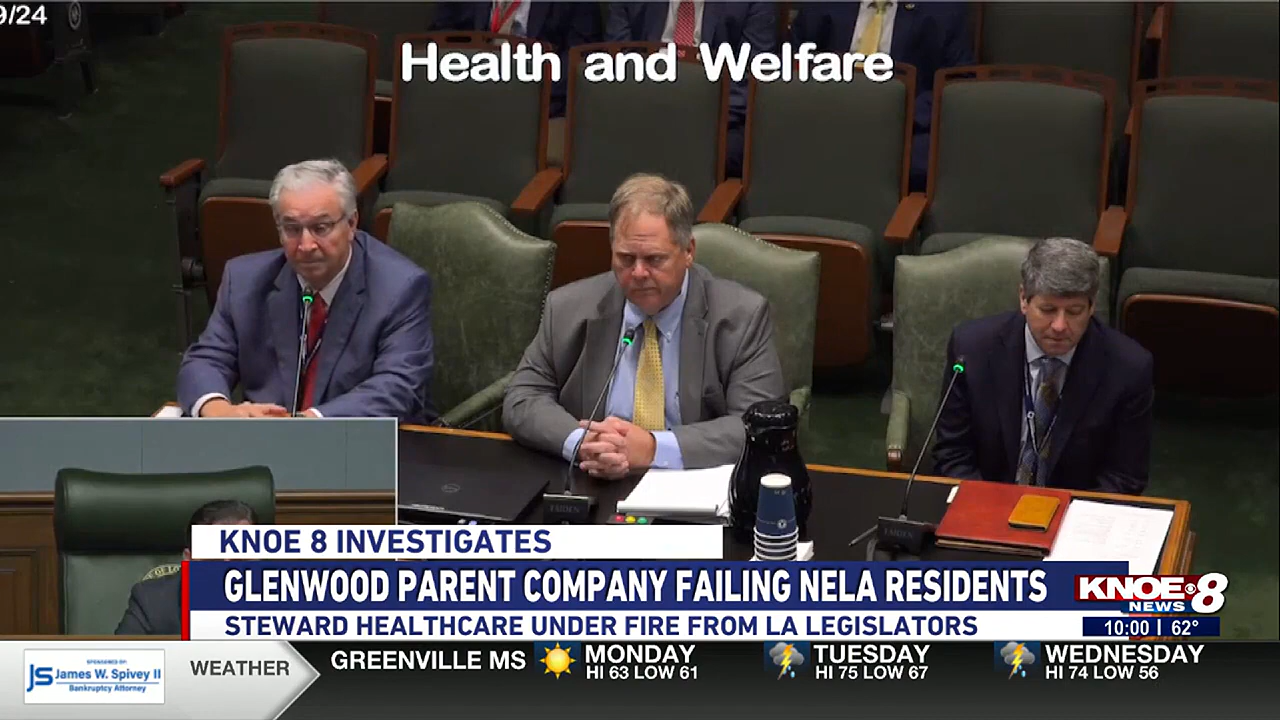 9/24
Health and Welfare
KNOE 8 INVESTIGATES
GLENWOOD PARENT COMPANY FAILING NELA RESIDENTS
STEWARD HEALTHCARE UNDER FIRE FROM LA LEGISLATORS
KNOE 8
NEWS
10:00 62°
SPONSORED BY:
JS James W. Spivey II
Bankruptcy Attorney
WEATHER
GREENVILLE MS
MONDAY
HI 63 LOW 61
TUESDAY
HI 75 LOW 67
WEDNESDAY
HI 74 LOW 56